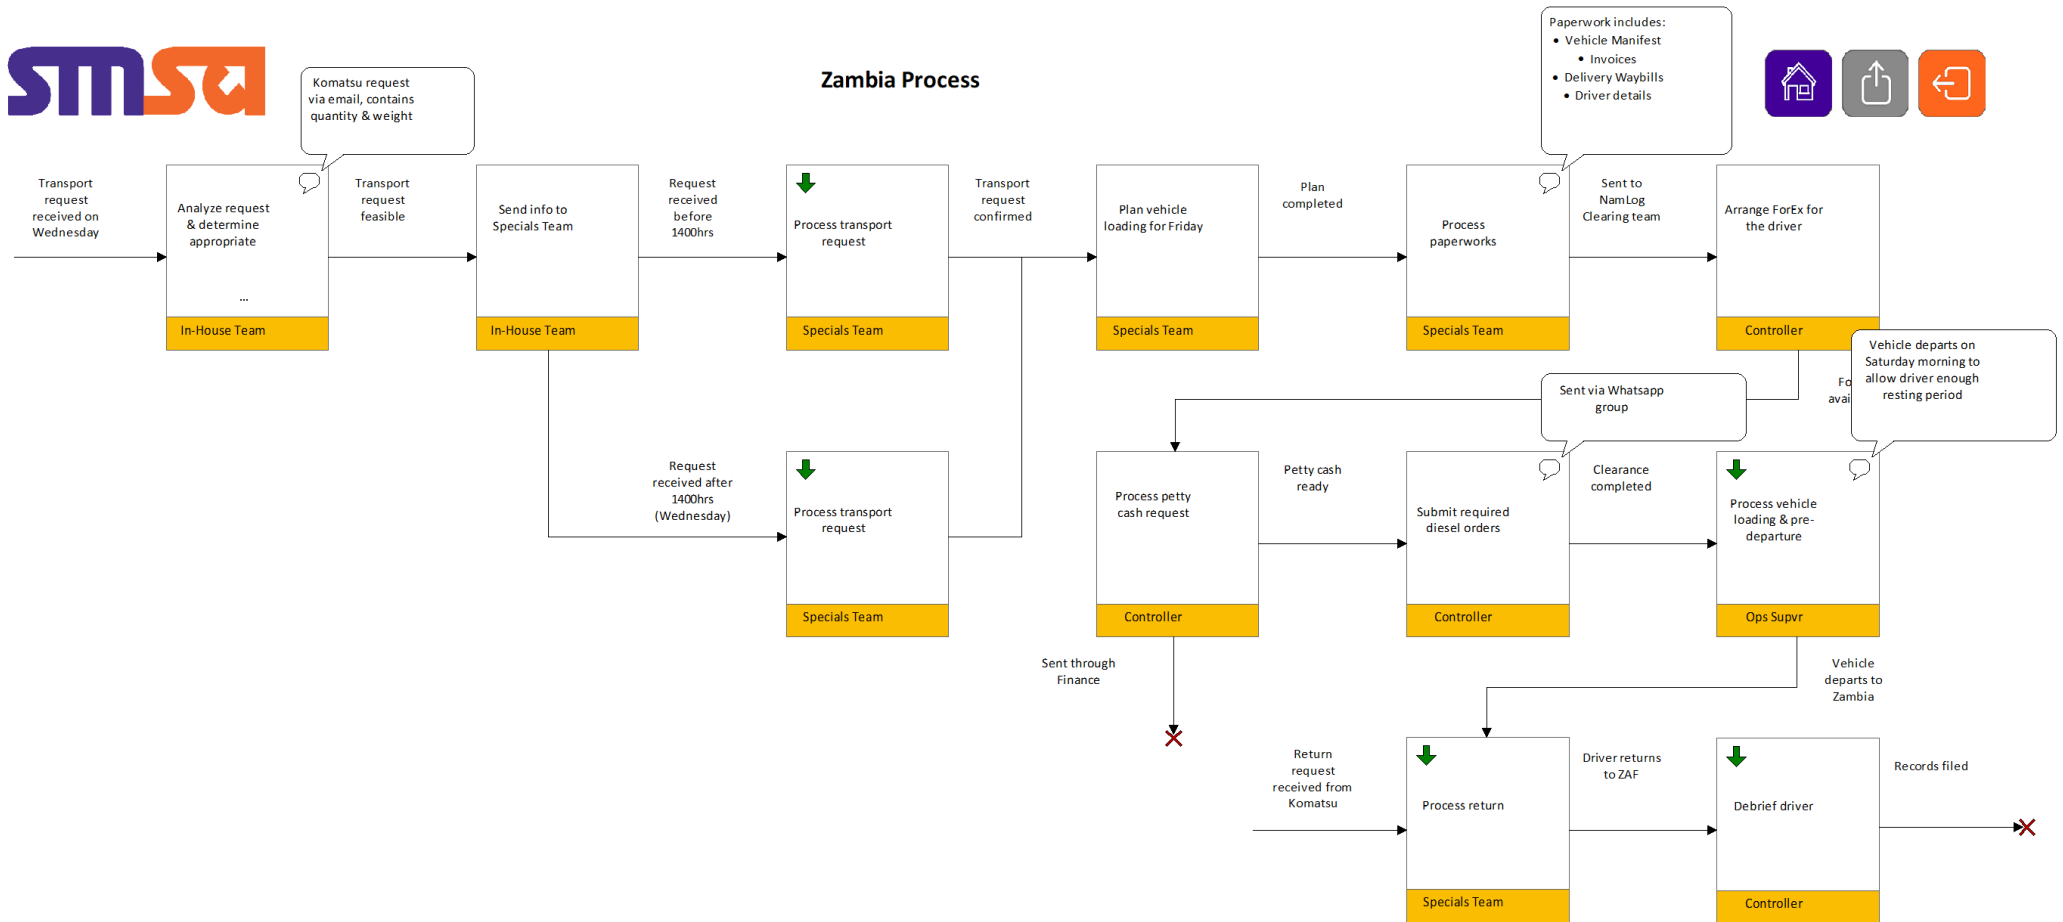 smsa
Zambia Process
Komatsu request
via email, contains
quantity & weight
Paperwork includes:
• Vehicle Manifest
• Invoices
• Delivery Waybills
• Driver details
Transport
request
received on
Wednesday
Analyze request
& determine
appropriate
...
In-House Team
Transport
request
feasible
Send info to
Specials Team
In-House Team
Request
received
before
1400hrs
Process transport
request
Specials Team
Transport
request
confirmed
Plan vehicle
loading for Friday
Specials Team
Plan
completed
Process
paperworks
Specials Team
Sent to
NamLog
Clearing team
Arrange ForEx for
the driver
Controller
Vehicle departs on
Saturday morning to
allow driver enough
resting period
Sent via Whatsapp
group
Request
received after
1400hrs
(Wednesday)
Process transport
request
Specials Team
Process petty
cash request
Controller
Petty cash
ready
Submit required
diesel orders
Controller
Clearance
completed
Process vehicle
loading & pre-
departure
Ops Supvr
Sent through
Finance
Vehicle
departs to
Zambia
Return
request
received from
Komatsu
Process return
Specials Team
Driver returns
to ZAF
Debrief driver
Controller
Records filed